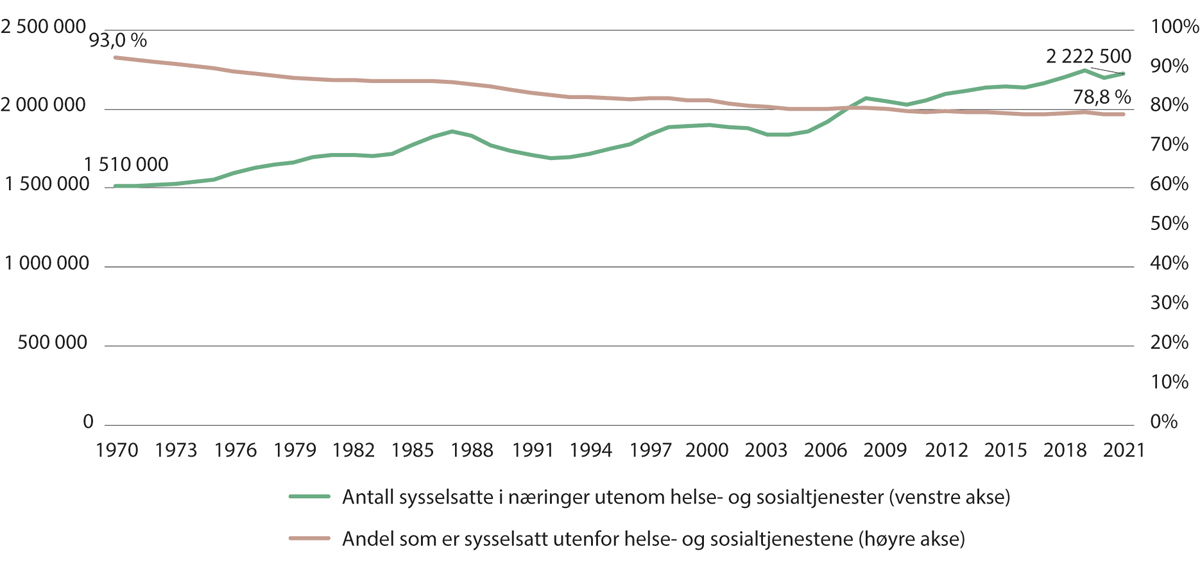 2 500 000
100%
93,0 %
2 222 500
90%
2 000 000
78,8 %
80%
70%
1 510 000
1 500 000
60%
50%
1 000 000
40%
30%
500 000
20%
10%
0
0%
1970 1973 1976 1979 1982 1985 1988 1991 1994 1997 2000 2003 2006 2009 2012 2015 2018 2021
Antall sysselsatte i næringer utenom helse- og sosialtjenester (venstre akse)
Andel som er sysselsatt utenfor helse- og sosialtjenestene (høyre akse)